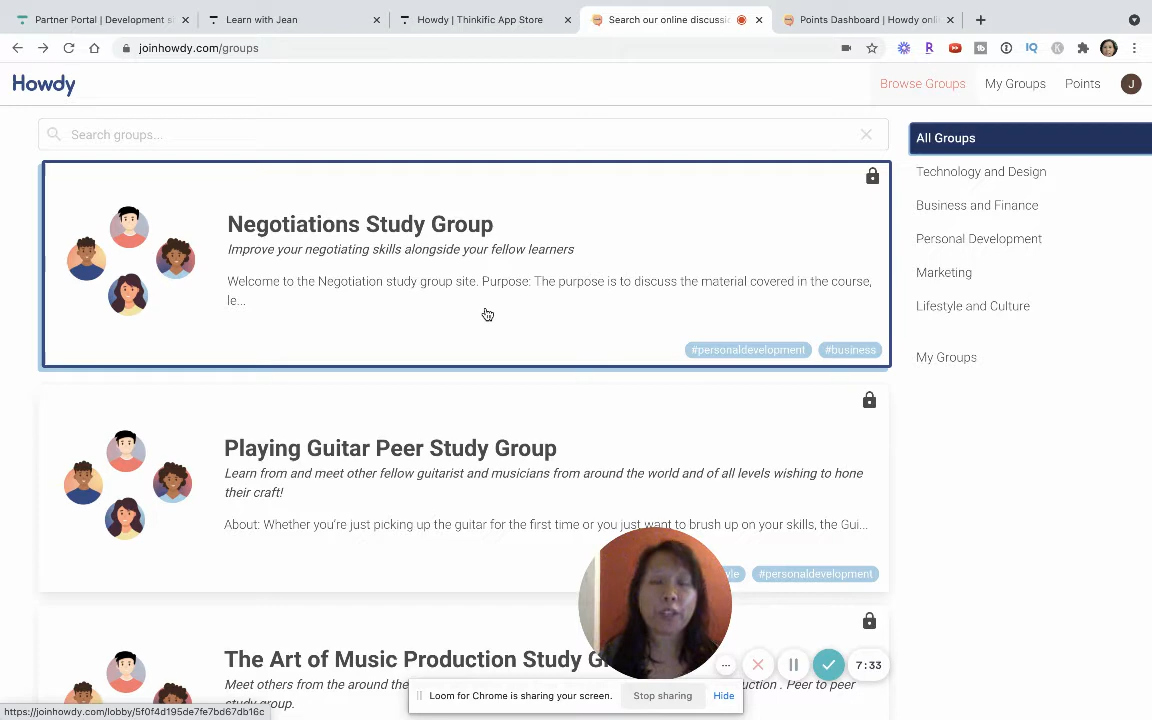 Partner Portal | Development si
Learn with Jean
Howdy | Thinkific App Store
Search our online discussi
Points Dashboard | Howdy onli
joinhowdy.com/groups
Howdy
Browse Groups
My Groups
Points
J
Search groups...
All Groups
Technology and Design
Business and Finance
Personal Development
Marketing
Lifestyle and Culture
My Groups
Negotiations Study Group
Improve your negotiating skills alongside your fellow learners
Welcome to the Negotiation study group site. Purpose: The purpose is to discuss the material covered in the course,
le...
#personaldevelopment #business
Playing Guitar Peer Study Group
Learn from and meet other fellow guitarist and musicians from around the world and of all levels wishing to hone
their craft!
About: Whether you're just picking up the guitar for the first time or you just want to brush up on your skills, the Gui...
#personaldevelopment
The Art of Music Production Study
Meet others from the around the
Peer to peer
study group.
7:33
Loom for Chrome is sharing your screen.
Stop sharing
Hide
https://joinhowdy.com/lobby/5f0f4d195de7fe7bd67db16c